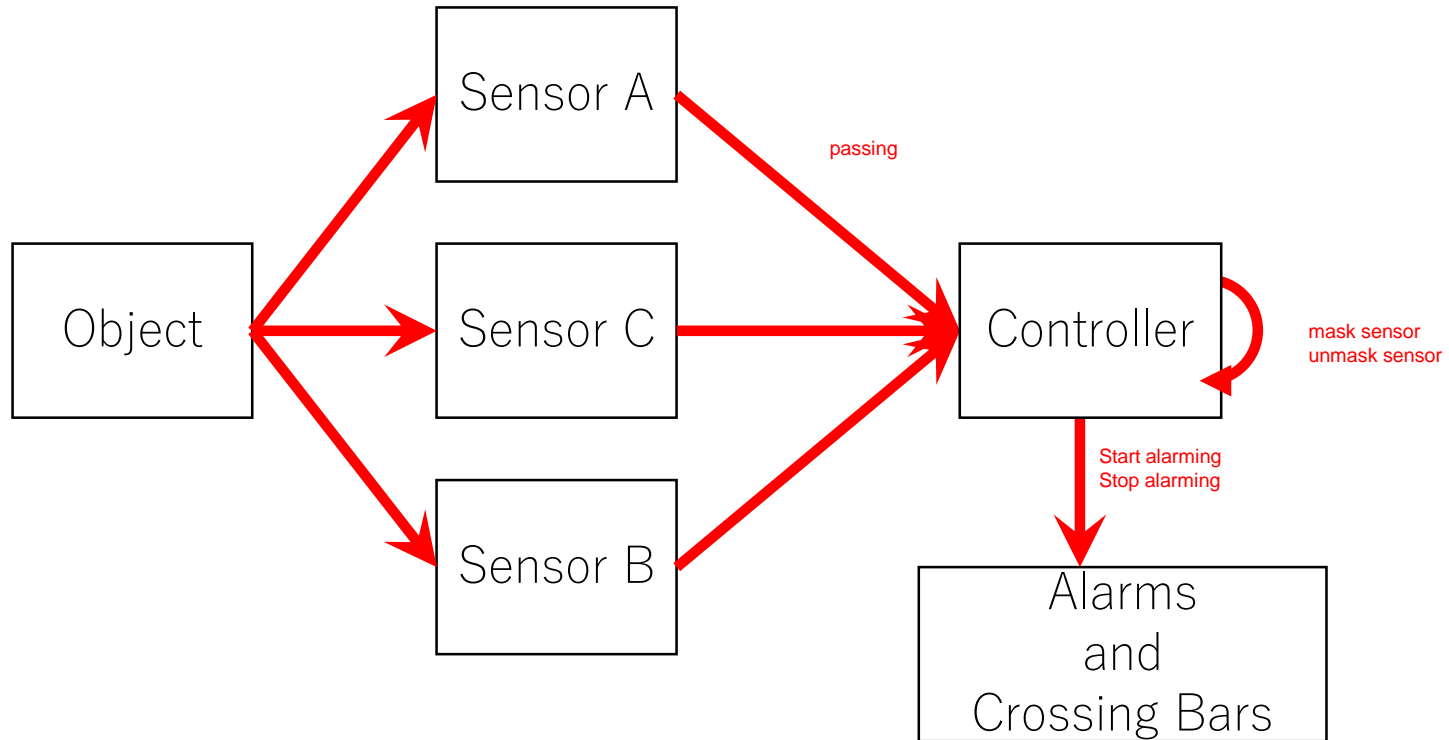 Sensor A
passing
Object
Sensor C
Controller
mask sensor
unmask sensor
Start alarming
Stop alarming
Sensor B
Alarms
and
Crossing Bars